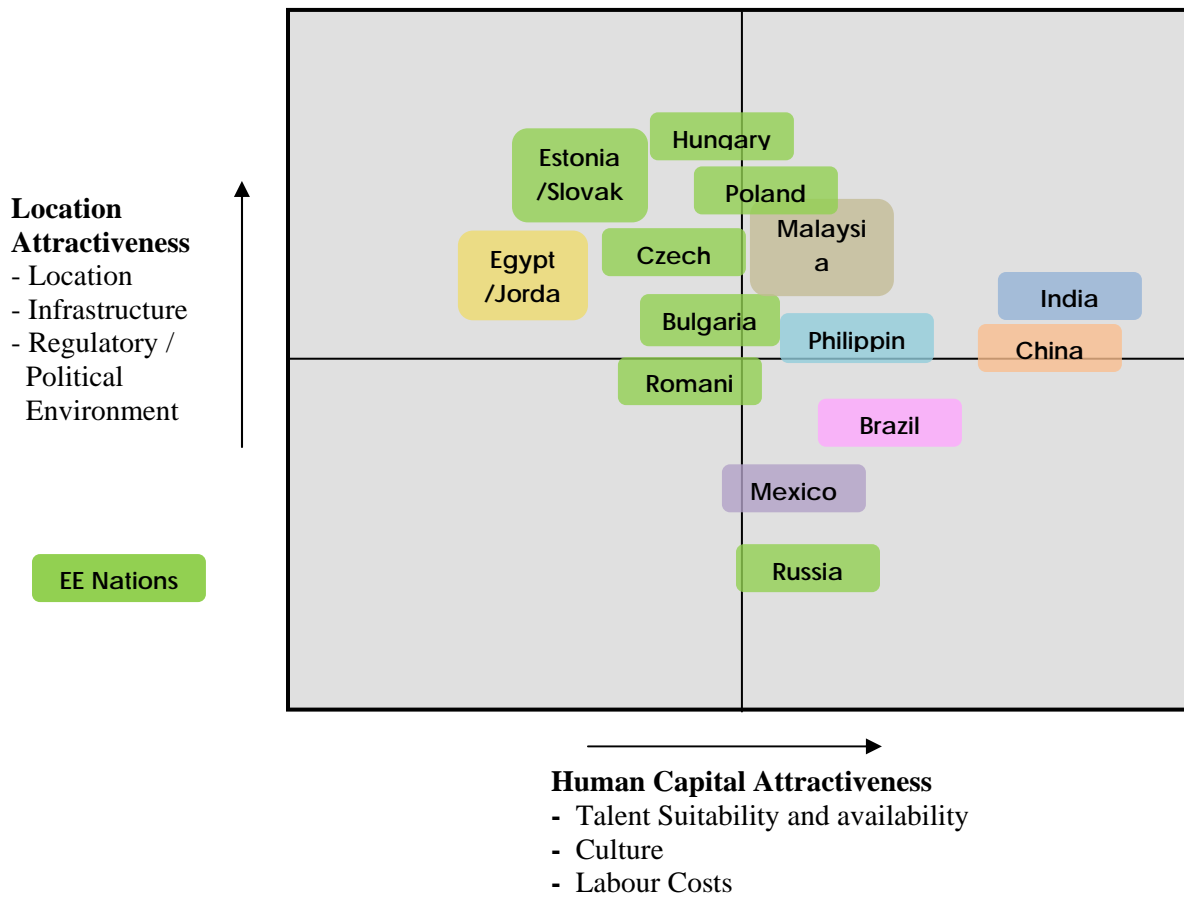 Hungary
Estonia
/Slovak
Poland
Location
Attractiveness
- Location
- Infrastructure
- Regulatory /
Political
Environment
Malaysi
a
Czech
Egypt
/Jorda
India
Bulgaria
Philippin
China
Romani
Brazil
Mexico
Russia
EE Nations
Human Capital Attractiveness
- Talent Suitability and availability
- Culture
- Labour Costs